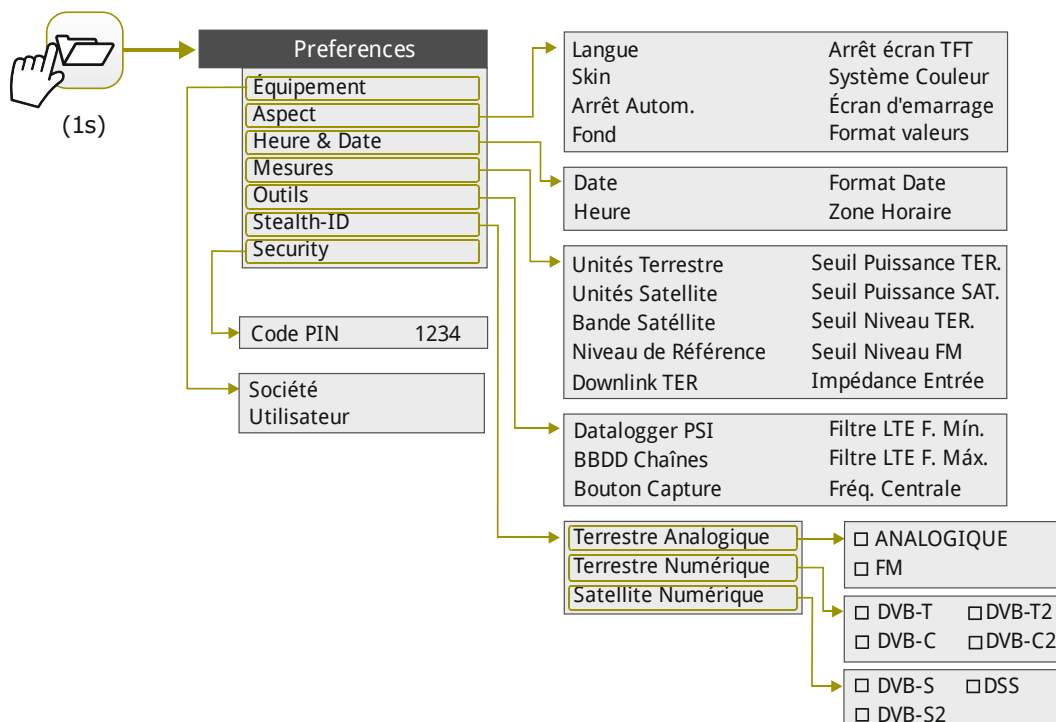 (1s)
Preferences
Équipement
Aspect
Heure & Date
Mesures
Outils
Stealth-ID
Security
Code PIN 1234
Société
Utilisateur
Langue Arrêt écran TFT
Skin Système Couleur
Arrêt Autom. Écran d'emarrage
Fond Format valeurs
Date Format Date
Heure Zone Horaire
Unités Terrestre Seuil Puissance TER.
Unités Satellite Seuil Puissance SAT.
Bande Satéllite Seuil Niveau TER.
Niveau de Référence Seuil Niveau FM
Downlink TER Impédance Entrée
Datalogger PSI Filtre LTE F. Mín.
BBDD Chaînes Filtre LTE F. Máx.
Bouton Capture Fréq. Centrale
Terrestre Analogique
Terrestre Numérique
Satellite Numérique
ANALOGIQUE
FM
DVB-T DVB-T2
DVB-C DVB-C2
DVB-S DSS
DVB-S2